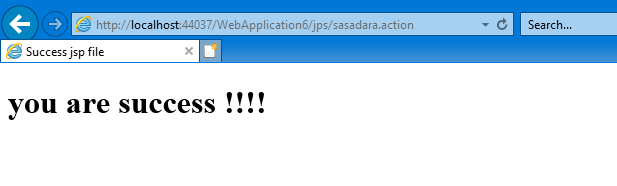 http://localhost:44037/WebApplication6/jps/sasadara.action
Search...
Success jsp file
you are success !!!!